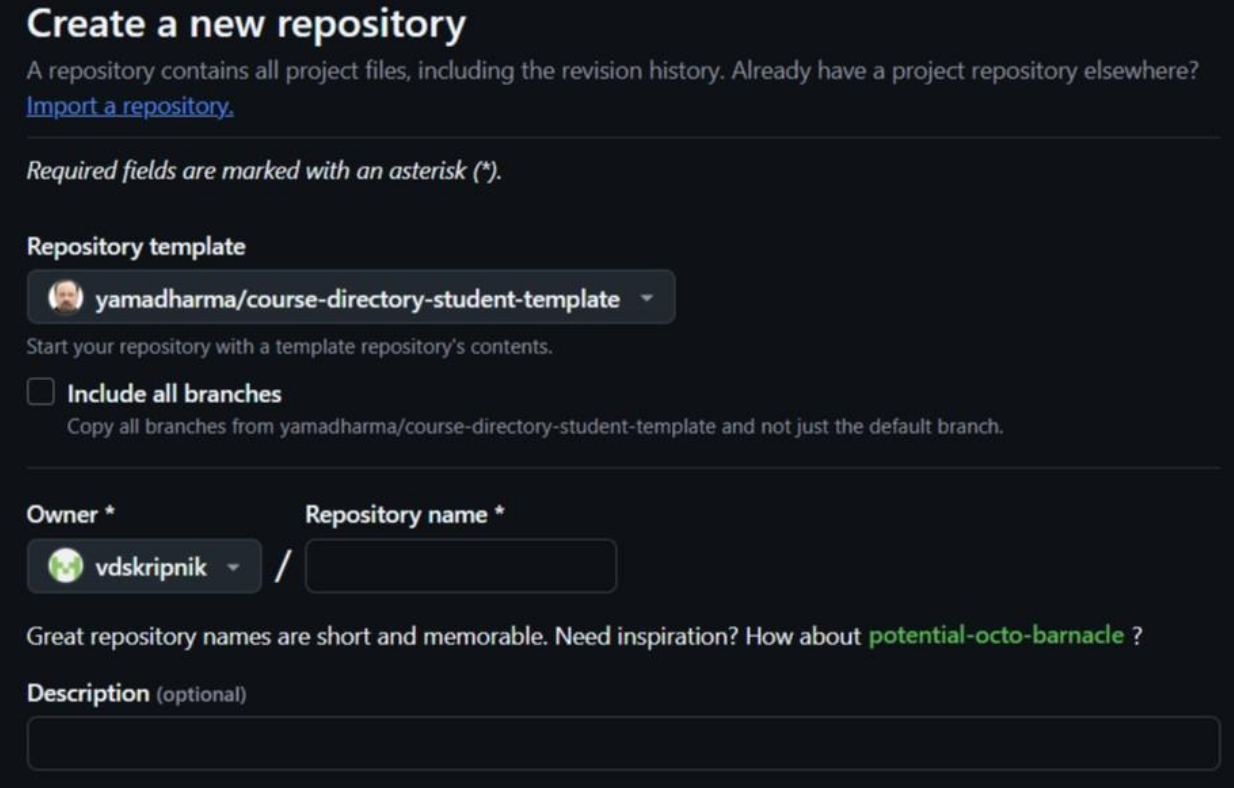 Create a new repository
A repository contains all project files, including the revision history. Already have a project repository elsewhere?
Import a repository.
Required fields are marked with an asterisk (*).
Repository template
yamadharma/course-directory-student-template
Start your repository with a template repository's contents.
Include all branches
Copy all branches from yamadharma/course-directory-student-template and not just the default branch.
Owner * Repository name *
vdskripnik /
Great repository names are short and memorable. Need inspiration? How about potential-octo-barnacle ?
Description (optional)